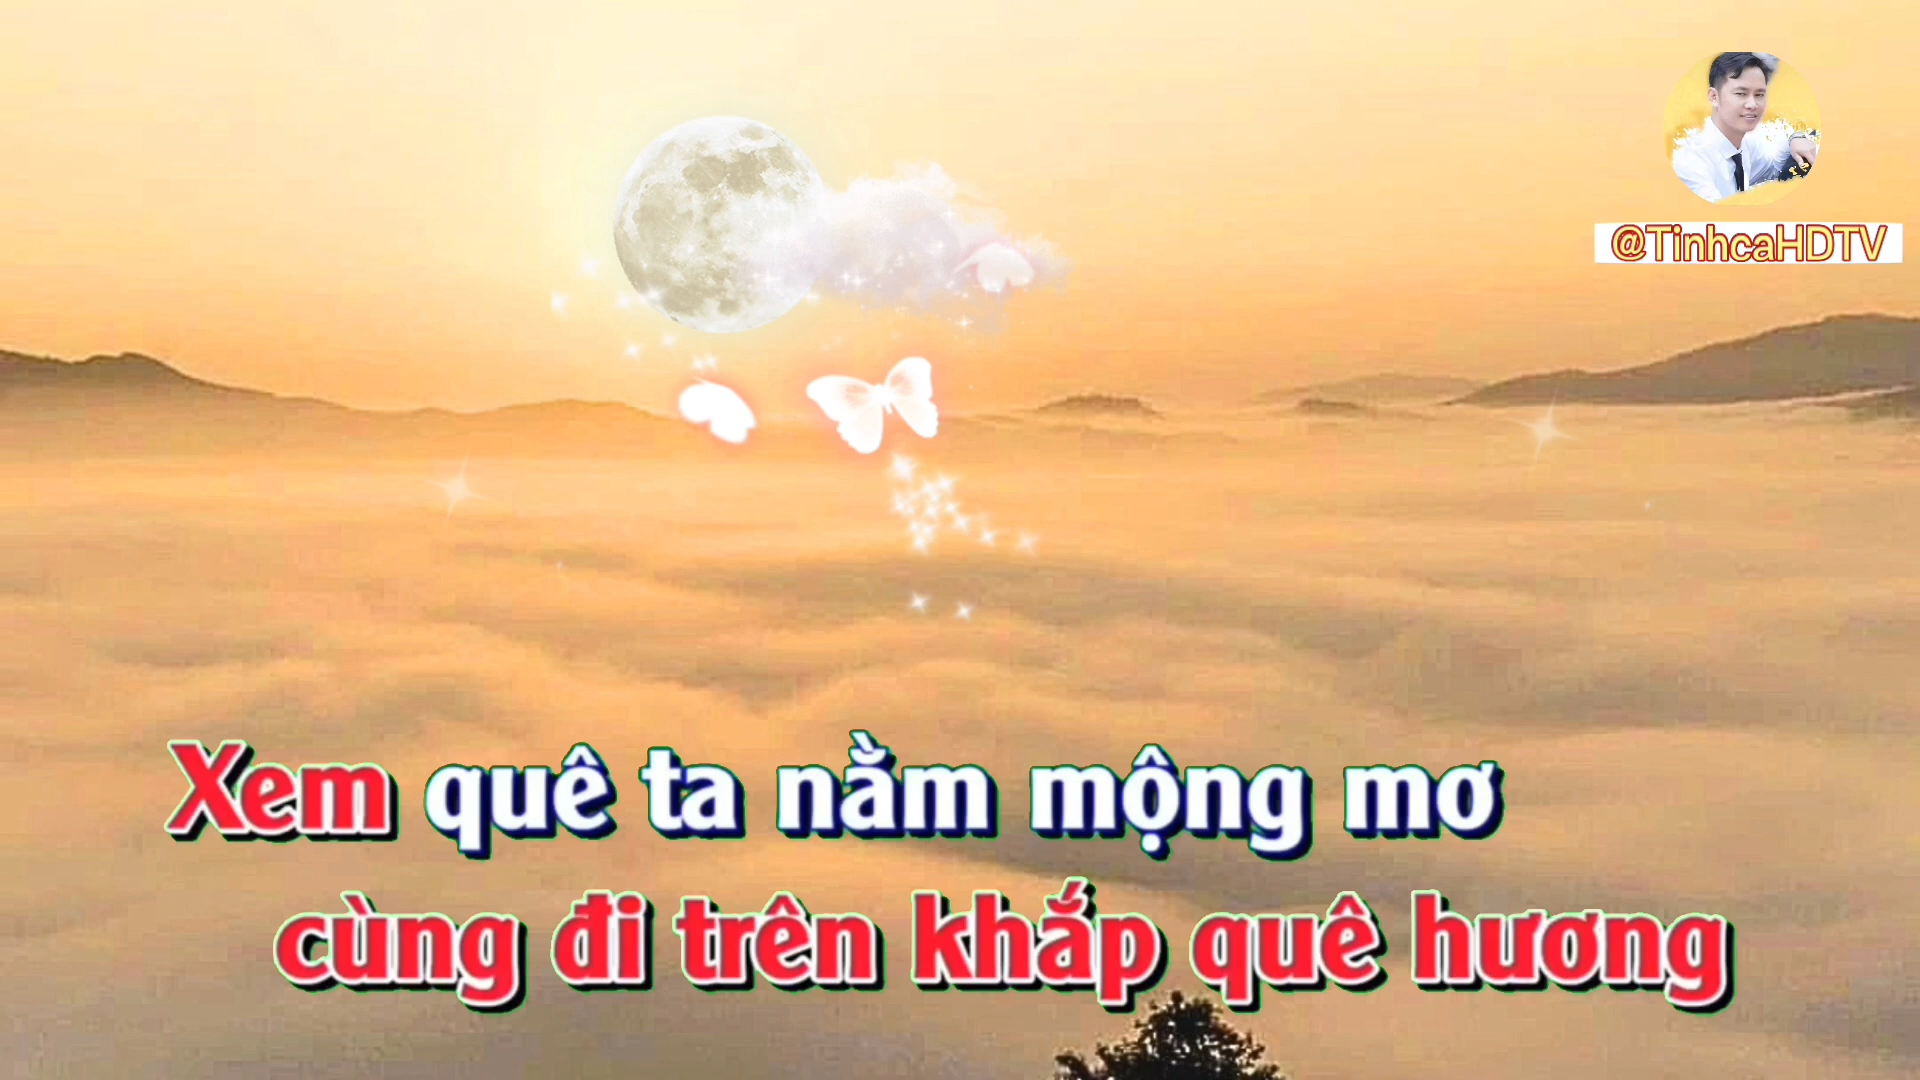 @TinhcaHDTV
Xem quê ta nằm mộng mơ
cùng đi trên khắp quê hương